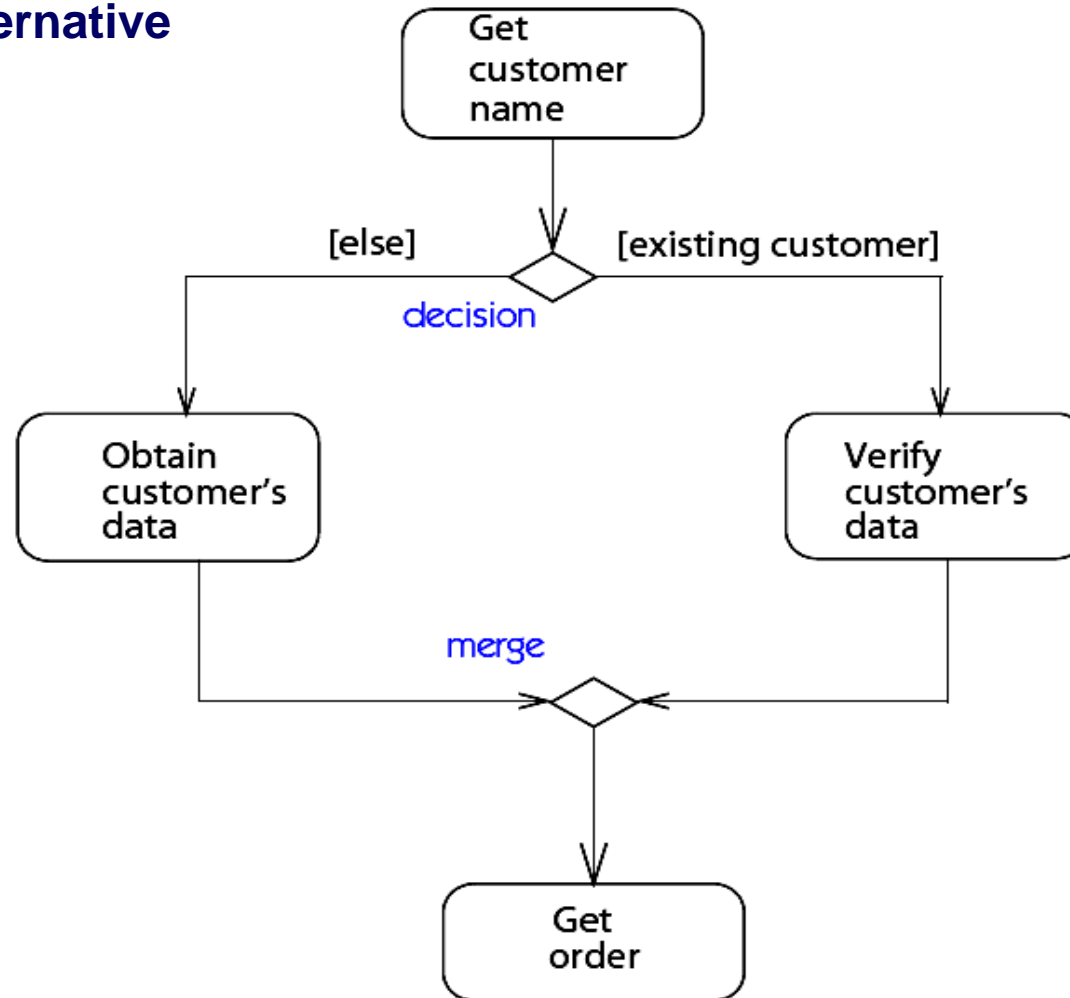 ernative
Get
customer
name
[else]
[existing customer]
decision
Obtain
customer's
data
Verify
customer's
data
merge
Get
order